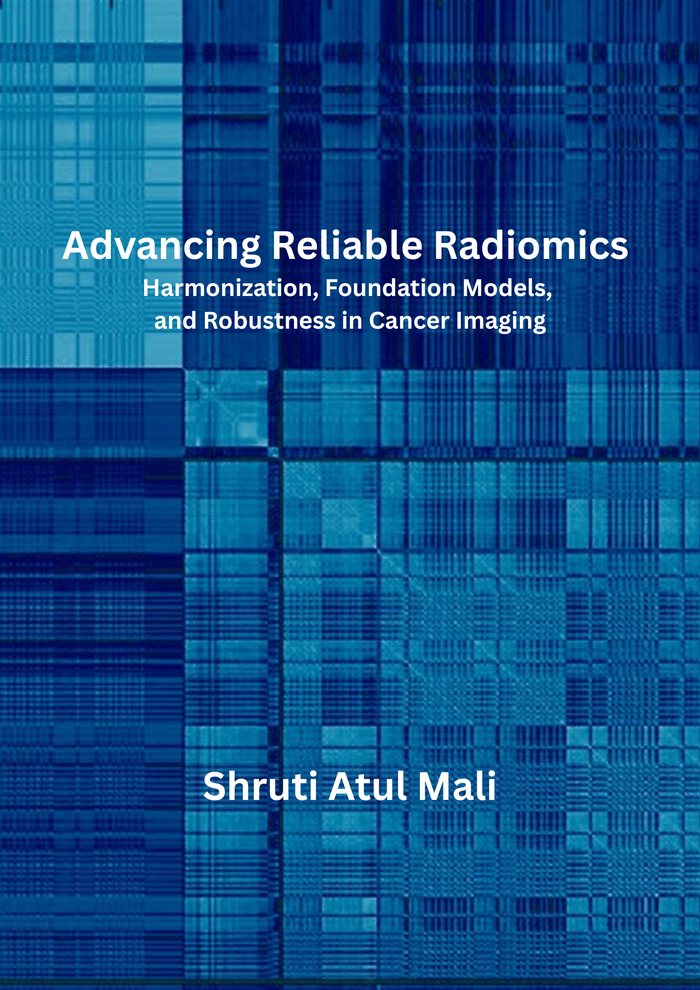 Advancing Reliable Radiomics
Harmonization, Foundation Models,
and Robustness in Cancer Imaging
Shruti Atul Mali